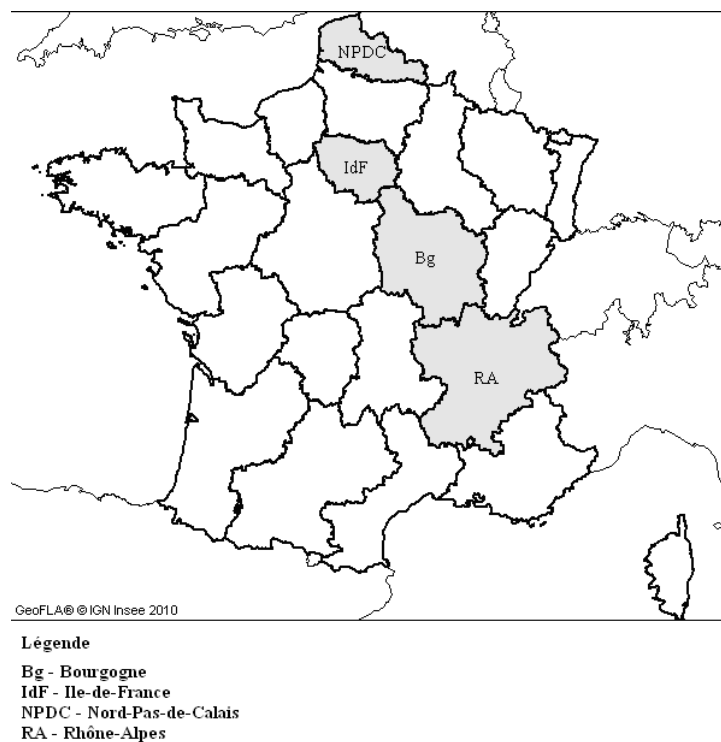 NPDC
IdF
Bg
RA
GeoFLA® © IGN Insee 2010
Légende
Bg - Bourgogne
IdF - Ile-de-France
NPDC - Nord-Pas-de-Calais
RA - Rhône-Alpes